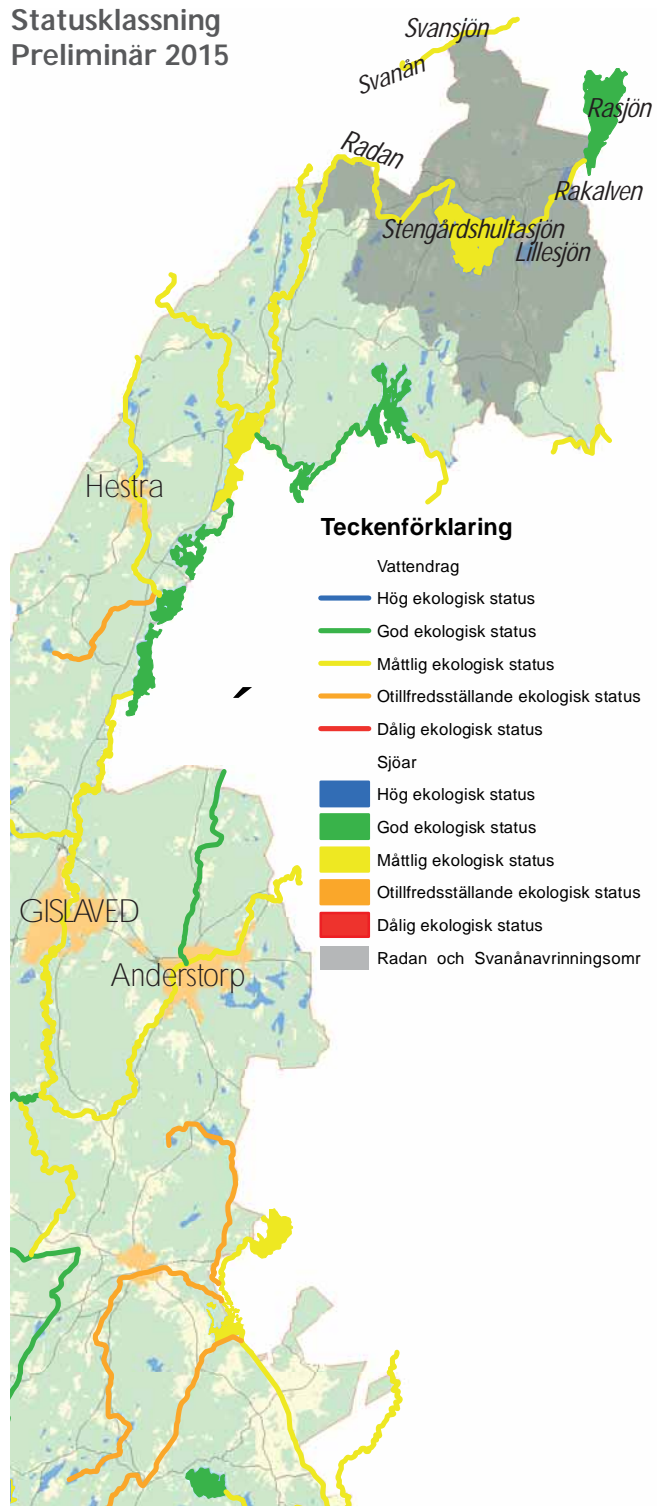 Statusklassning
Preliminär 2015
Svansjön
Svanån
Rasjön
Radan
Rakalven
Stengårdshultasjön
Lillesjön
Hestra
Teckenförklaring
Vattendrag
Hög ekologisk status
God ekologisk status
Måttlig ekologisk status
Otillfredsställande ekologisk status
Dålig ekologisk status
Sjöar
Hög ekologisk status
God ekologisk status
Måttlig ekologisk status
Otillfredsställande ekologisk status
Dålig ekologisk status
Radan och Svanånavrinningsomr
GISLAVED
Anderstorp